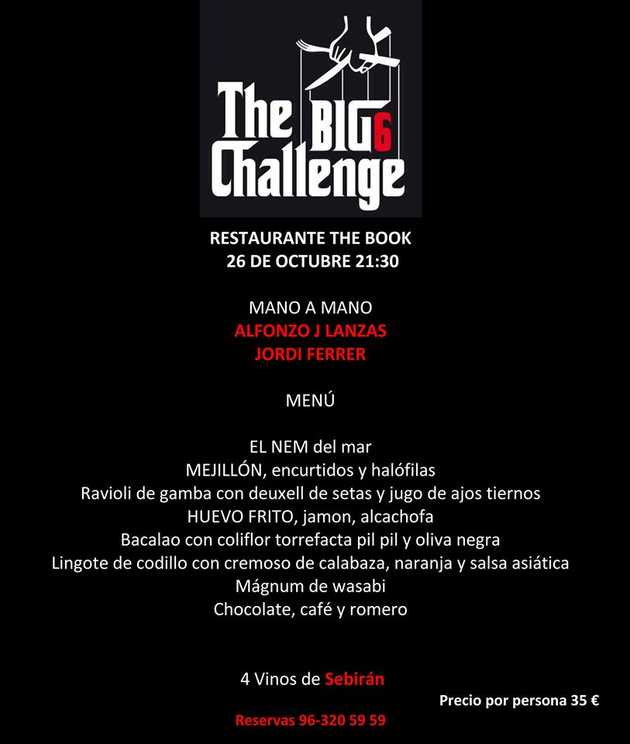 The BIG6
Challenge
RESTAURANTE THE BOOK
26 DE OCTUBRE 21:30
MANO A MANO
ALFONZO J LANZAS
JORDI FERRER
MENÚ
EL NEM del mar
MEJILLÓN, encurtidos y halófilas
Ravioli de gamba con deuxell de setas y jugo de ajos tiernos
HUEVO FRITO, jamon, alcachofa
Bacalao con coliflor torrefacta pil pil y oliva negra
Lingote de codillo con cremoso de calabaza, naranja y salsa asiática
Mágnum de wasabi
Chocolate, café y romero
4 Vinos de Sebirán
Precio por persona 35 €
Reservas 96-320 59 59